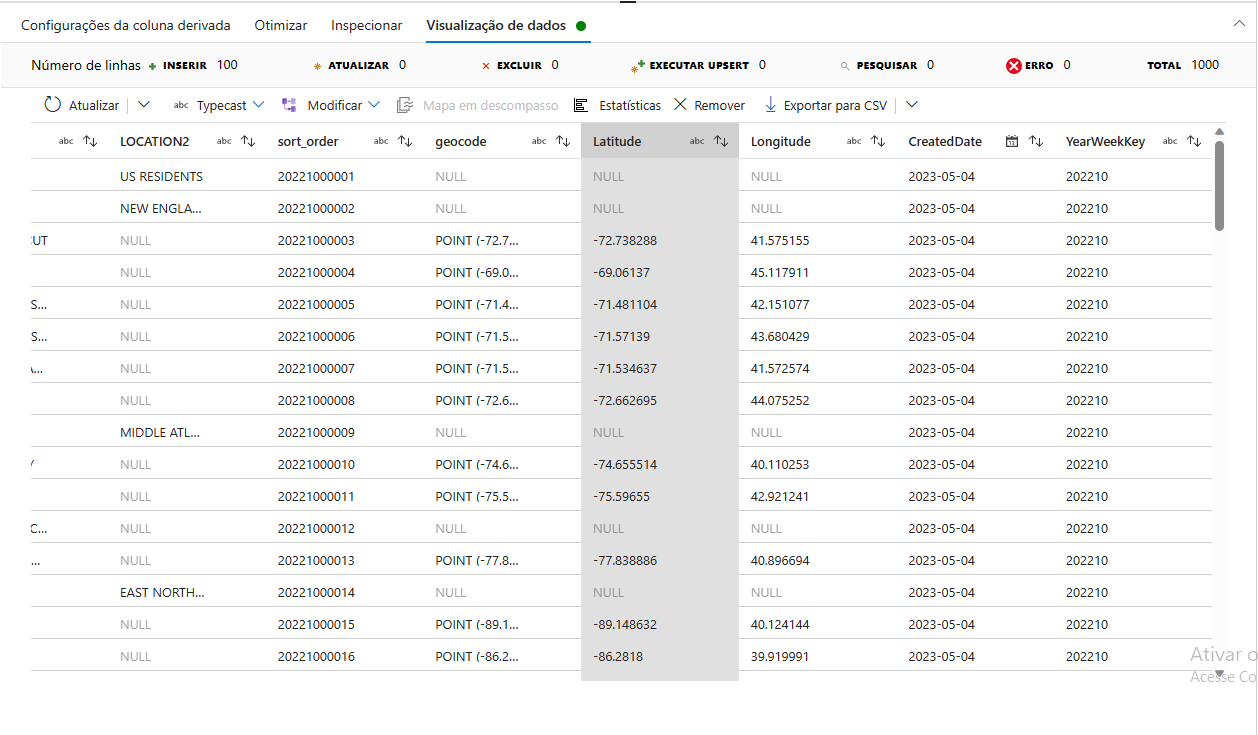 Configurações da coluna derivada Otimizar Inspecionar Visualização de dados
Número de linhas + INSERIR 100 ATUALIZAR 0 × EXCLUIR 0 EXECUTAR UPSERT 0 PESQUISAR 0 ERRO 0 TOTAL 1000
Atualizar abc Typecast Modificar Mapa em descompasso Estatísticas Remover Exportar para CSV
abc LOCATION2 abc sort_order abc geocode abc Latitude abc Longitude abc CreatedDate 12 YearWeekKey abc
US RESIDENTS 20221000001 NULL NULL NULL 2023-05-04 202210
NEW ENGLA... 20221000002 NULL NULL NULL 2023-05-04 202210
CUT NULL 20221000003 POINT (-72.7... -72.738288 41.575155 2023-05-04 202210
NULL 20221000004 POINT (-69.0... -69.06137 45.117911 2023-05-04 202210
S... NULL 20221000005 POINT (-71.4... -71.481104 42.151077 2023-05-04 202210
S... NULL 20221000006 POINT (-71.5... -71.57139 43.680429 2023-05-04 202210
A... NULL 20221000007 POINT (-71.5... -71.534637 41.572574 2023-05-04 202210
NULL 20221000008 POINT (-72.6... -72.662695 44.075252 2023-05-04 202210
MIDDLE ATL... 20221000009 NULL NULL NULL 2023-05-04 202210
NULL 20221000010 POINT (-74.6... -74.655514 40.110253 2023-05-04 202210
NULL 20221000011 POINT (-75.5... -75.59655 42.921241 2023-05-04 202210
C... NULL 20221000012 NULL NULL NULL 2023-05-04 202210
... NULL 20221000013 POINT (-77.8... -77.838886 40.896694 2023-05-04 202210
EAST NORTH... 20221000014 NULL NULL NULL 2023-05-04 202210
NULL 20221000015 POINT (-89.1... -89.148632 40.124144 2023-05-04 202210
NULL 20221000016 POINT (-86.2... -86.2818 39.919991 2023-05-04 202210
Ativar o
Acesse Co